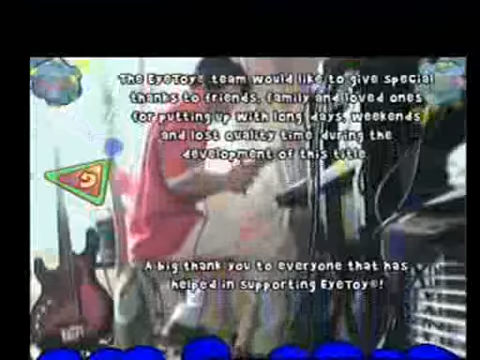 The EyeToy® team would like to give special
thanks to friends, family and loved ones
for putting up with long days, weekends
and lost quality time during the
development of this title.
A big thank you to everyone that has
helped in supporting EyeToy®!